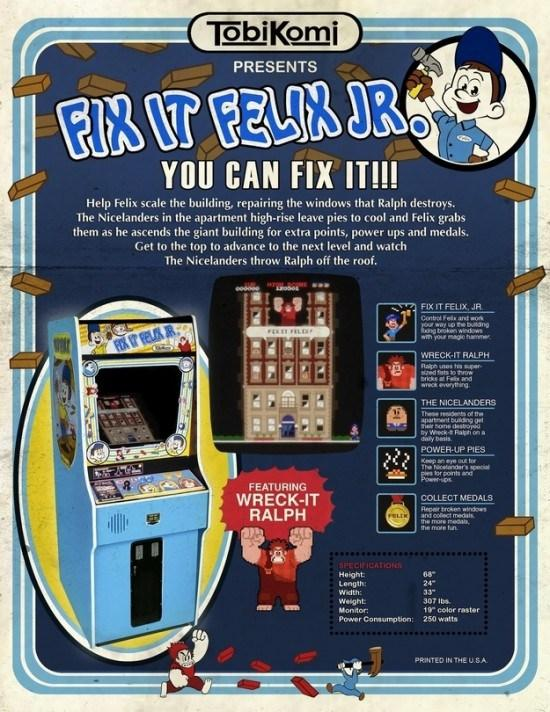 TobiKomi
PRESENTS
FIX IT FELIX JR.
YOU CAN FIX IT!!!
Help Felix scale the building, repairing the windows that Ralph destroys.
The Nicelanders in the apartment high-rise leave pies to cool and Felix grabs
them as he ascends the giant building for extra points, power ups and medals.
Get to the top to advance to the next level and watch
The Nicelanders throw Ralph off the roof.
FIX IT FELIX JR.
HIGH SCORE
FIX IT FELIX!
FIX IT FELIX, JR.
Control Felix and work
your way up the building
fixing broken windows
with your magic hammer.
WRECK-IT RALPH
Ralph uses his super-
sized fists to throw
bricks at Felix and
wreck everything.
THE NICELANDERS
These residents of the
apartment building get
their home destroyed
by Wreck-It Ralph on a
daily basis.
POWER-UP PIES
Keep an eye out for
The Nicelander's special
pies for points and
Power-ups.
FELIX
COLLECT MEDALS
Repair broken windows
and collect medals,
the more medals,
the more fun.
FEATURING
WRECK-IT
RALPH
SPECIFICATIONS
Height: 68"
Length: 24"
Width: 33"
Weight: 307 lbs.
Monitor: 19" color raster
Power Consumption: 250 watts
PRINTED IN THE U.S.A.